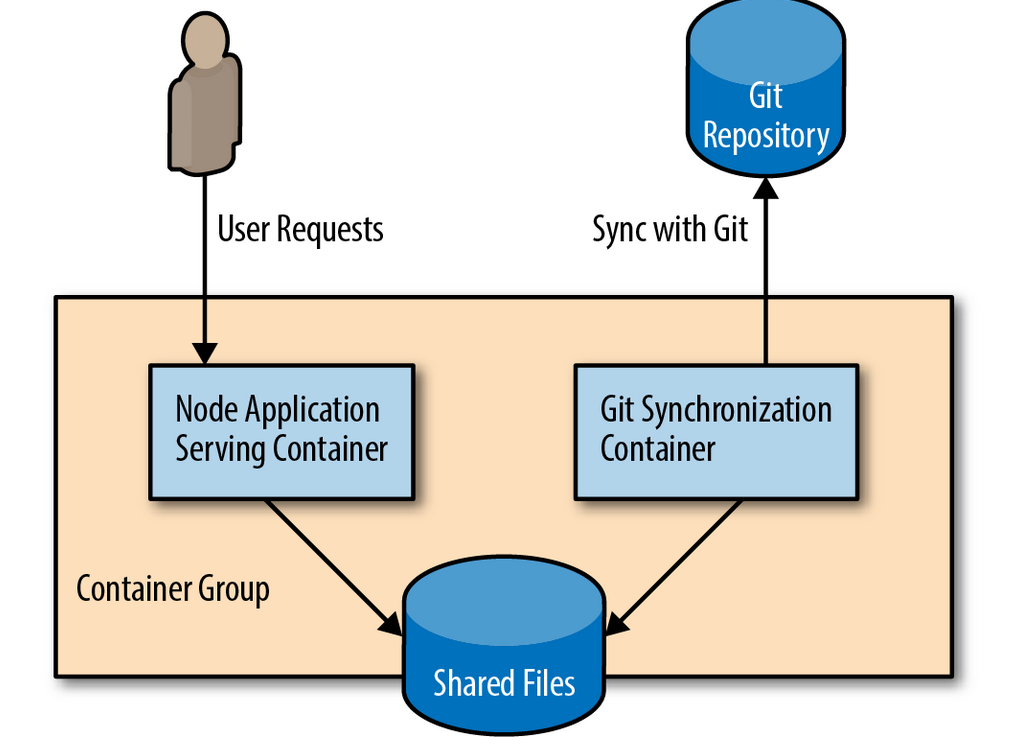 Git
Repository
User Requests
Sync with Git
Node Application
Serving Container
Git Synchronization
Container
Container Group
Shared Files